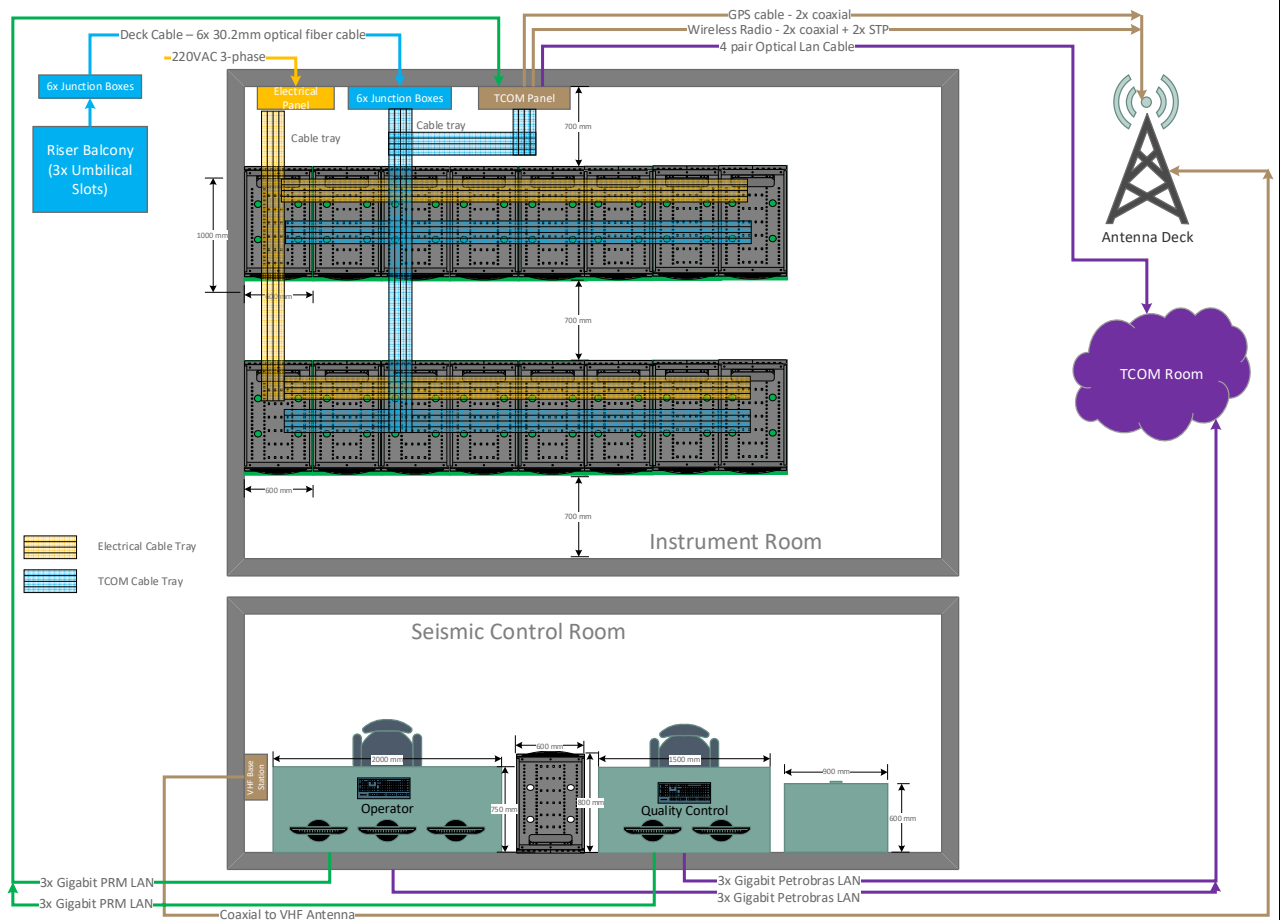 GPS cable - 2x coaxial
Wireless Radio - 2x coaxial + 2x STP
4 pair Optical Lan Cable
Deck Cable – 6x 30.2mm optical fiber cable
220VAC 3-phase
6x Junction Boxes
Electrical
Panel
6x Junction Boxes
TCOM Panel
Riser Balcony
(3x Umbilical
Slots)
Cable tray
Cable tray
700 mm
Antenna Deck
1000 mm
600 mm
700 mm
TCOM Room
600 mm
700 mm
Instrument Room
Electrical Cable Tray
TCOM Cable Tray
Seismic Control Room
VHF Base
Station
2000 mm
600 mm
1500 mm
900 mm
Operator
750 mm
800 mm
Quality Control
600 mm
3x Gigabit PRM LAN
3x Gigabit PRM LAN
3x Gigabit Petrobras LAN
3x Gigabit Petrobras LAN
Coaxial to VHF Antenna